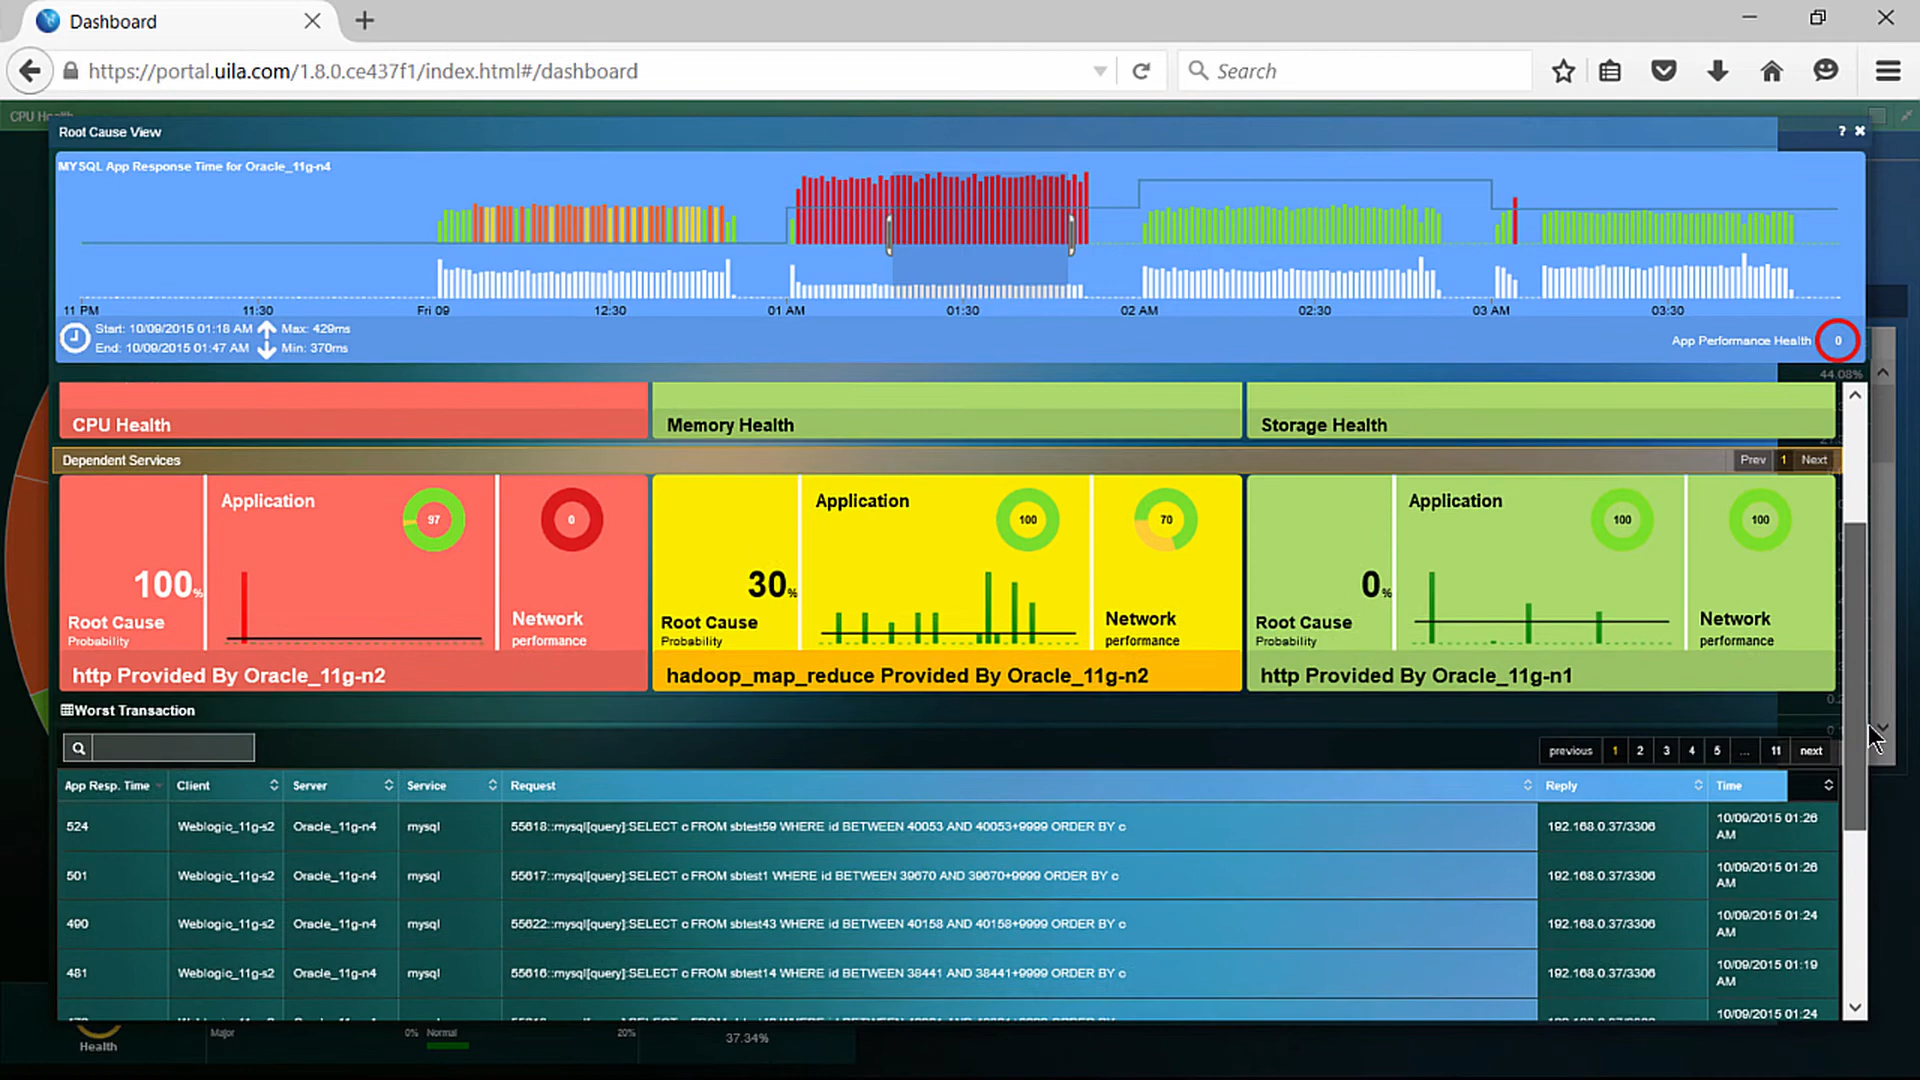 Dashboard
https://portal.uila.com/1.8.0.ce437f1/index.html#/dashboard
Search
CPU
Root Cause View
?
MYSQL App Response Time for Oracle_11g-n4
11 PM 11:30 Fri 09 12:30 01 AM 01:30 02 AM 02:30 03 AM 03:30
Start: 10/09/2015 01:18 AM Max: 429ms
End: 10/09/2015 01:47 AM Min: 370ms
App Performance Health 0
44.08%
CPU Health Memory Health Storage Health
Dependent Services Prev 1 Next
Application 97 0 Application 100 70 Application 100 100
100% 30% 0%
Root Cause Network Root Cause Network Root Cause Network
Probability performance Probability performance Probability performance
http Provided By Oracle_11g-n2 hadoop_map_reduce Provided By Oracle_11g-n2 http Provided By Oracle_11g-n1
Worst Transaction
previous 1 2 3 4 5 ... 11 next
App Resp. Time Client Server Service Request Reply Time
524 Weblogic_11g-s2 Oracle_11g-n4 mysql 55618::mysql[query]:SELECT c FROM sbtest59 WHERE id BETWEEN 40053 AND 40053+9999 ORDER BY c 192.168.0.37/3306 10/09/2015 01:26 AM
501 Weblogic_11g-s2 Oracle_11g-n4 mysql 55617::mysql[query]:SELECT c FROM sbtest1 WHERE id BETWEEN 39670 AND 39670+9999 ORDER BY c 192.168.0.37/3306 10/09/2015 01:26 AM
490 Weblogic_11g-s2 Oracle_11g-n4 mysql 55622::mysql[query]:SELECT c FROM sbtest43 WHERE id BETWEEN 40158 AND 40158+9999 ORDER BY c 192.168.0.37/3306 10/09/2015 01:24 AM
481 Weblogic_11g-s2 Oracle_11g-n4 mysql 55616::mysql[query]:SELECT c FROM sbtest14 WHERE id BETWEEN 38441 AND 38441+9999 ORDER BY c 192.168.0.37/3306 10/09/2015 01:19 AM
10/09/2015 01:24
Health Major 0% Normal 20% 37.34%